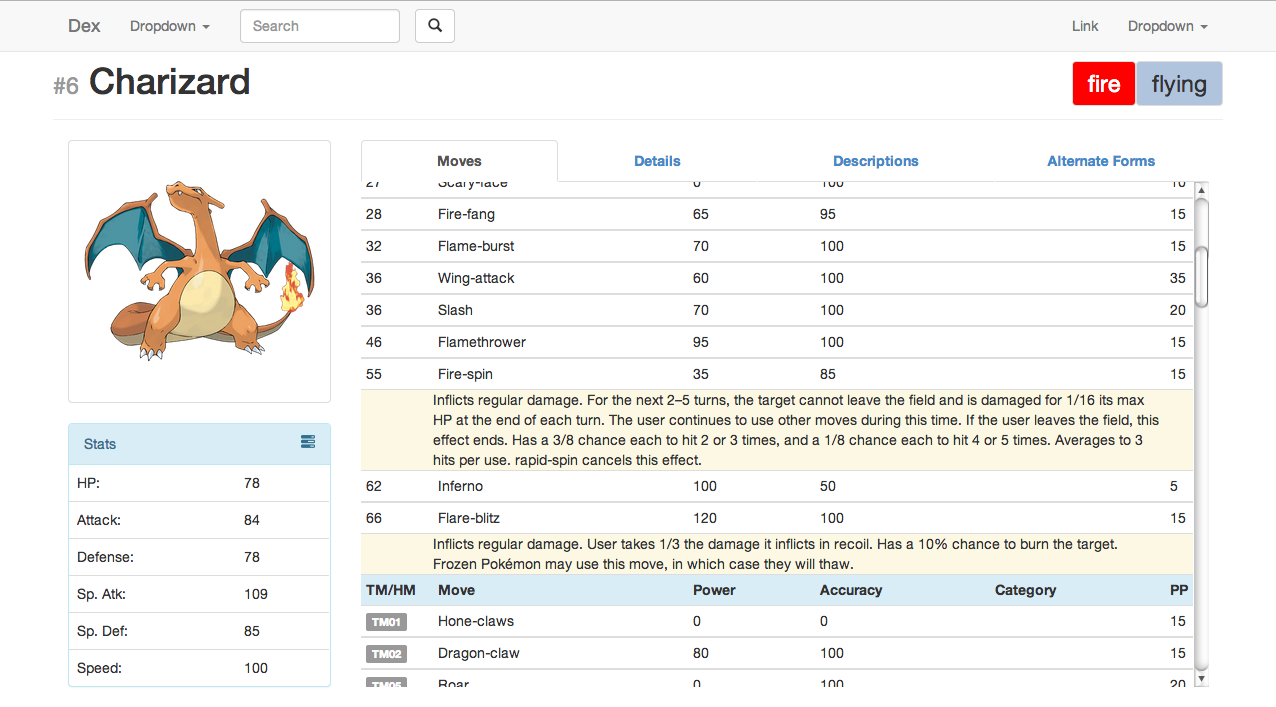 Dex Dropdown Search Link Dropdown
#6 Charizard fire flying
Moves Details Descriptions Alternate Forms
27 Scary-face 0 100 10
28 Fire-fang 65 95 15
32 Flame-burst 70 100 15
36 Wing-attack 60 100 35
36 Slash 70 100 20
46 Flamethrower 95 100 15
55 Fire-spin 35 85 15
Inflicts regular damage. For the next 2–5 turns, the target cannot leave the field and is damaged for 1/16 its max
HP at the end of each turn. The user continues to use other moves during this time. If the user leaves the field, this
effect ends. Has a 3/8 chance each to hit 2 or 3 times, and a 1/8 chance each to hit 4 or 5 times. Averages to 3
hits per use. rapid-spin cancels this effect.
62 Inferno 100 50 5
66 Flare-blitz 120 100 15
Inflicts regular damage. User takes 1/3 the damage it inflicts in recoil. Has a 10% chance to burn the target.
Frozen Pokémon may use this move, in which case they will thaw.
TM/HM Move Power Accuracy Category PP
TM01 Hone-claws 0 0 15
TM02 Dragon-claw 80 100 15
TM05 Roar 0 100 20
Stats
HP: 78
Attack: 84
Defense: 78
Sp. Atk: 109
Sp. Def: 85
Speed: 100